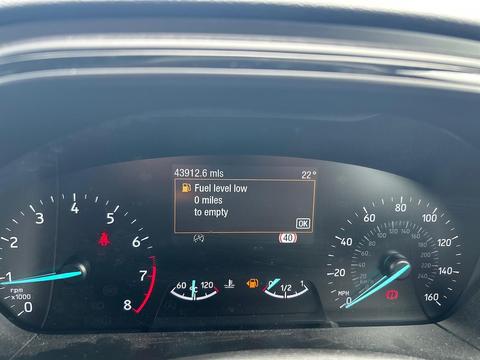 43912.6 mls 22°
Fuel level low
0 miles
to empty
OK
40
1 2 3 4 5 6 7 8
rpm
x1000
60 120
0 1/2 1
0 20 40 60 80 100 120 140 160
MPH